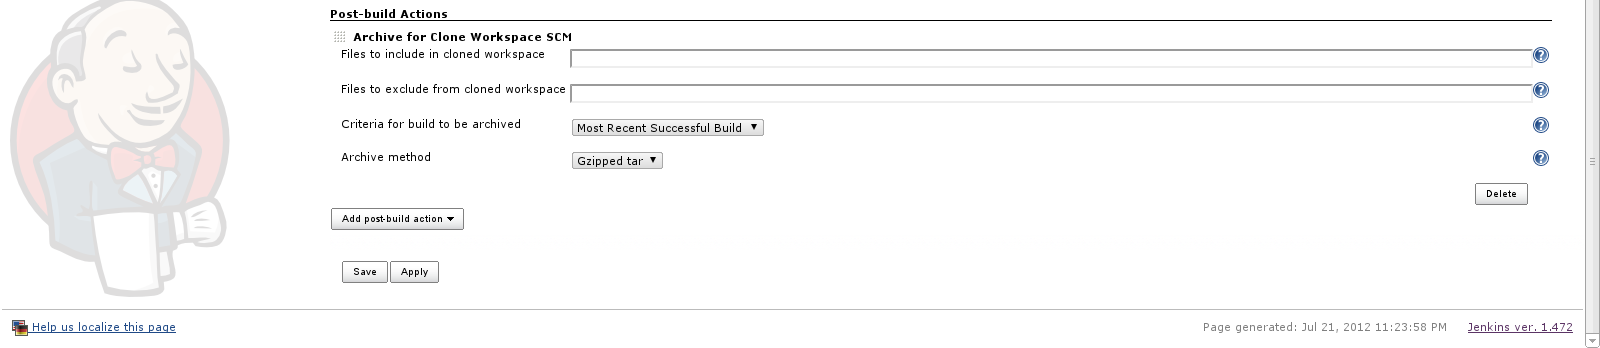 Post-build Actions
Archive for Clone Workspace SCM
Files to include in cloned workspace
Files to exclude from cloned workspace
Criteria for build to be archived Most Recent Successful Build
Archive method Gzipped tar
Delete
Add post-build action
Save Apply
Help us localize this page Page generated: Jul 21, 2012 11:23:58 PM Jenkins ver. 1.472